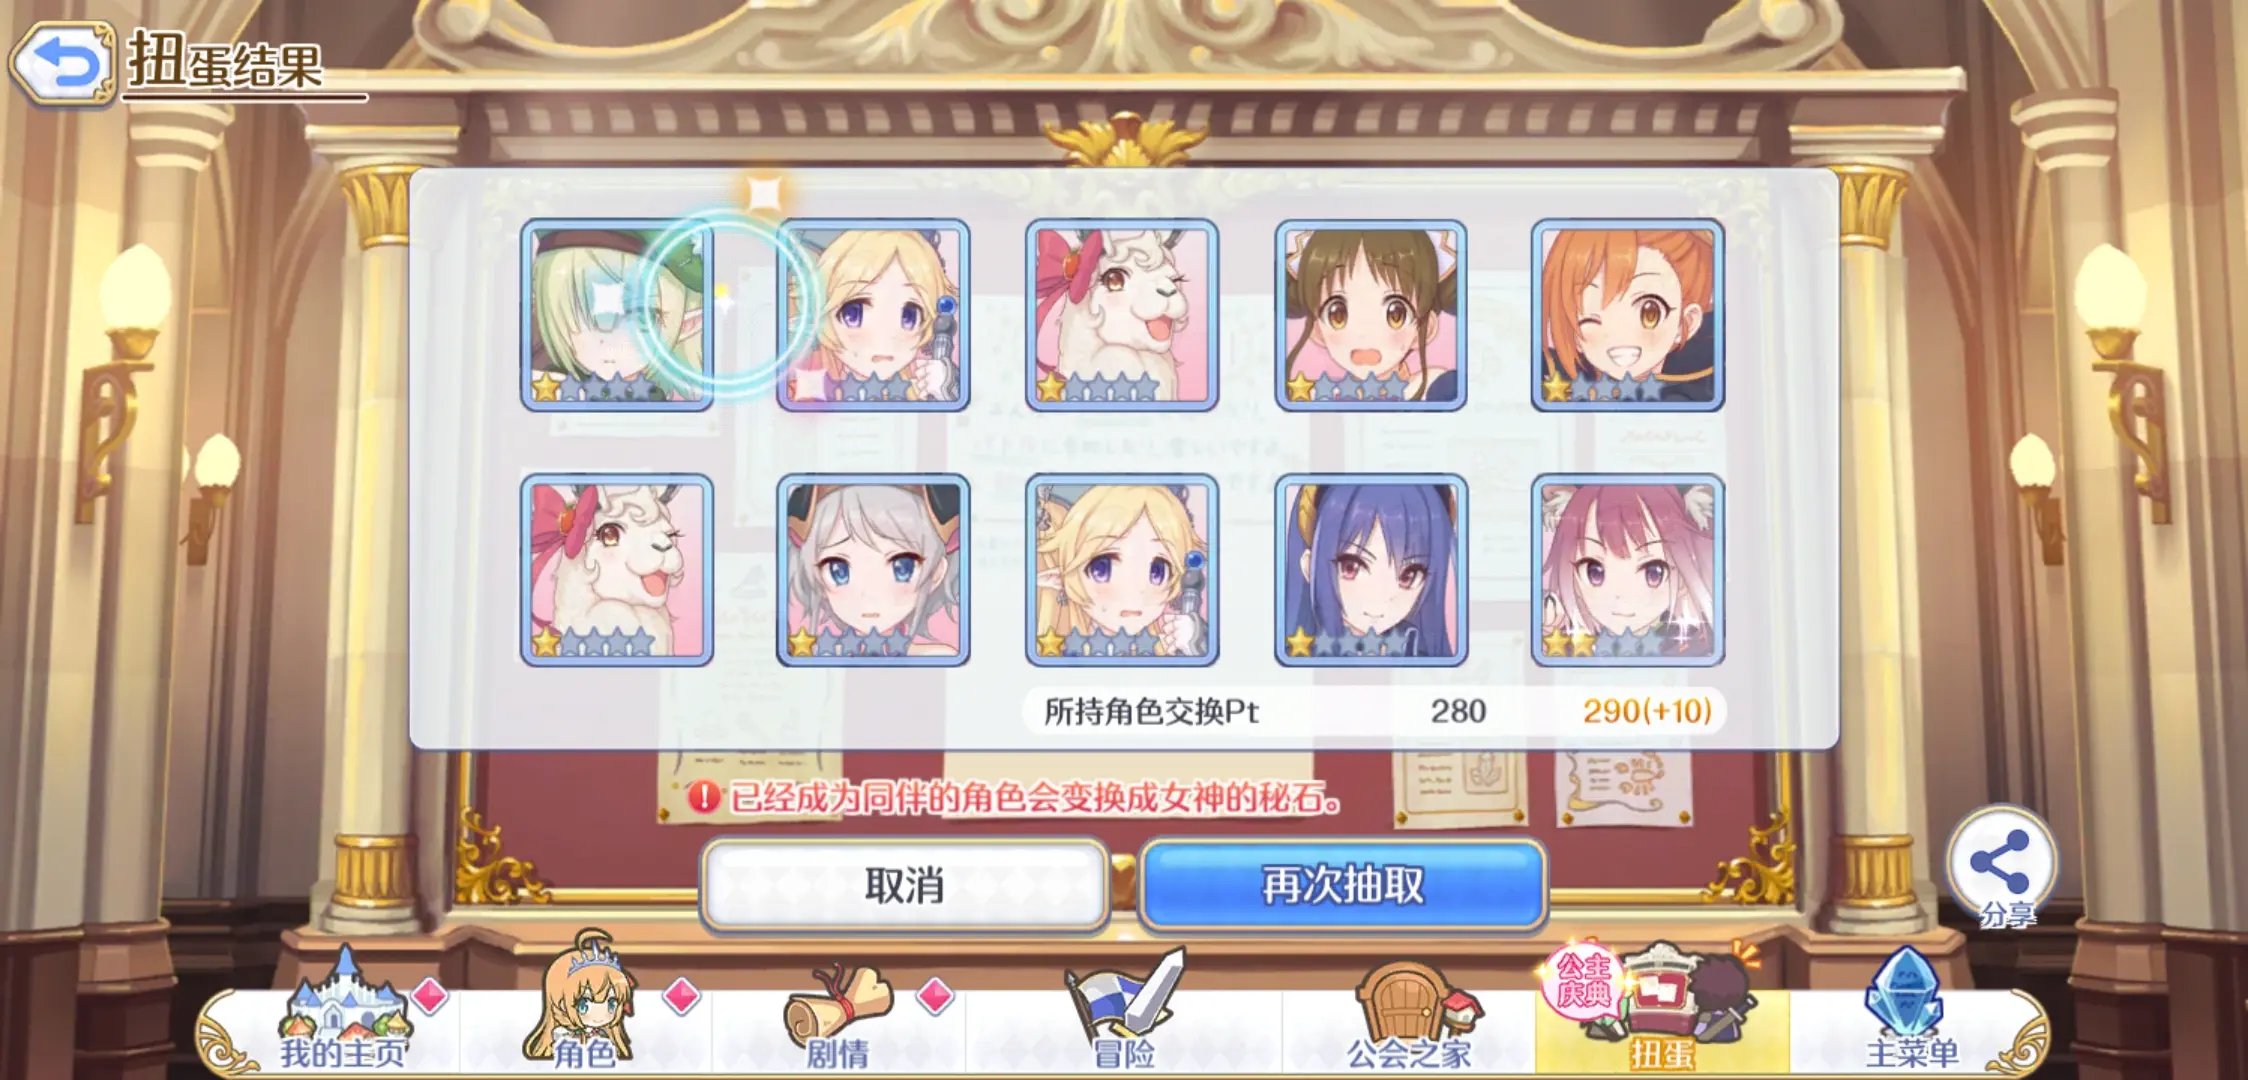 扭蛋结果
所持角色交换Pt 280 290(+10)
已经成为同伴的角色会变换成女神的秘石。
取消
再次抽取
分享
公主
庆典
我的主页
角色
剧情
冒险
公会之家
扭蛋
主菜单